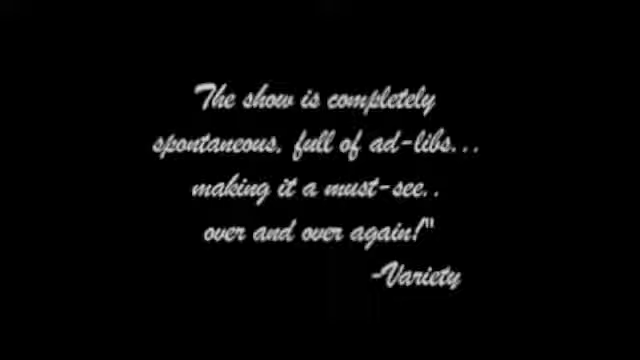 The show is completely
spontaneous, full of ad-libs...
making it a must-see..
over and over again!"
-Variety